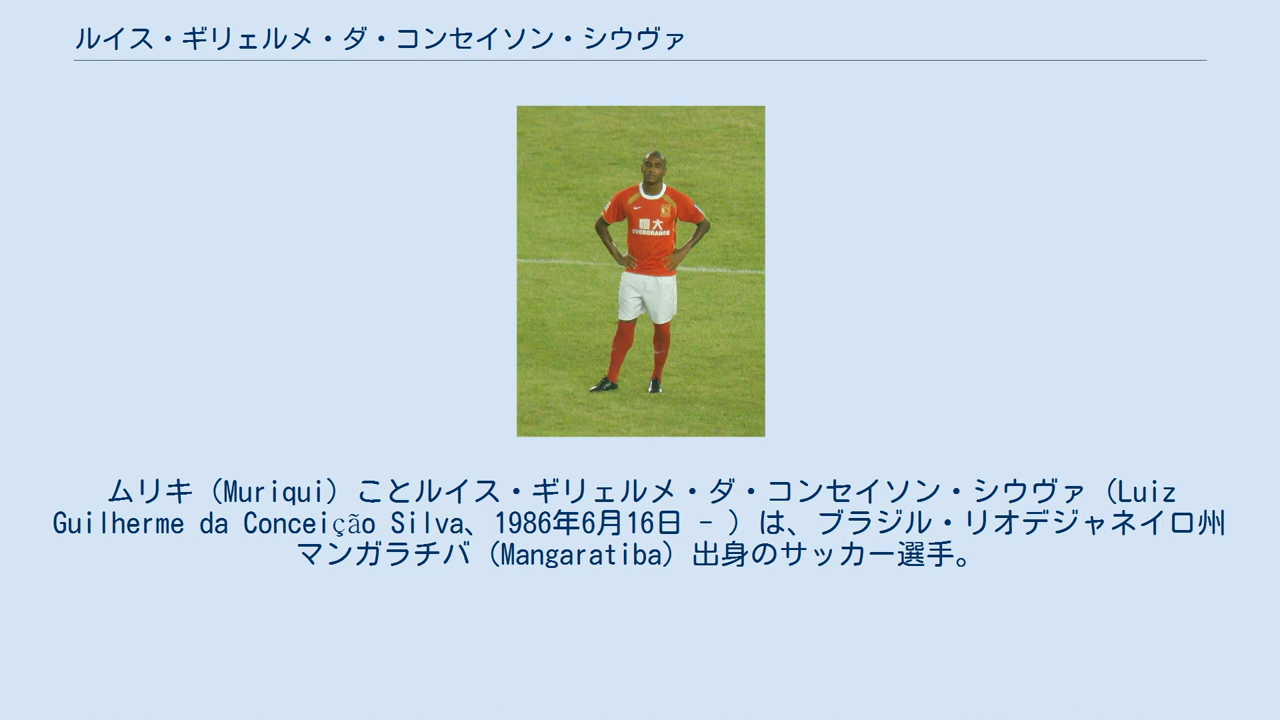 ルイス・ギリェルメ・ダ・コンセイソン・シウヴァ
恒大
EVERGRANDE
ムリキ（Muriqui）ことルイス・ギリェルメ・ダ・コンセイソン・シウヴァ（Luiz
Guilherme da Conceição Silva、1986年6月16日 - ）は、ブラジル・リオデジャネイロ州
マンガラチバ（Mangaratiba）出身のサッカー選手。